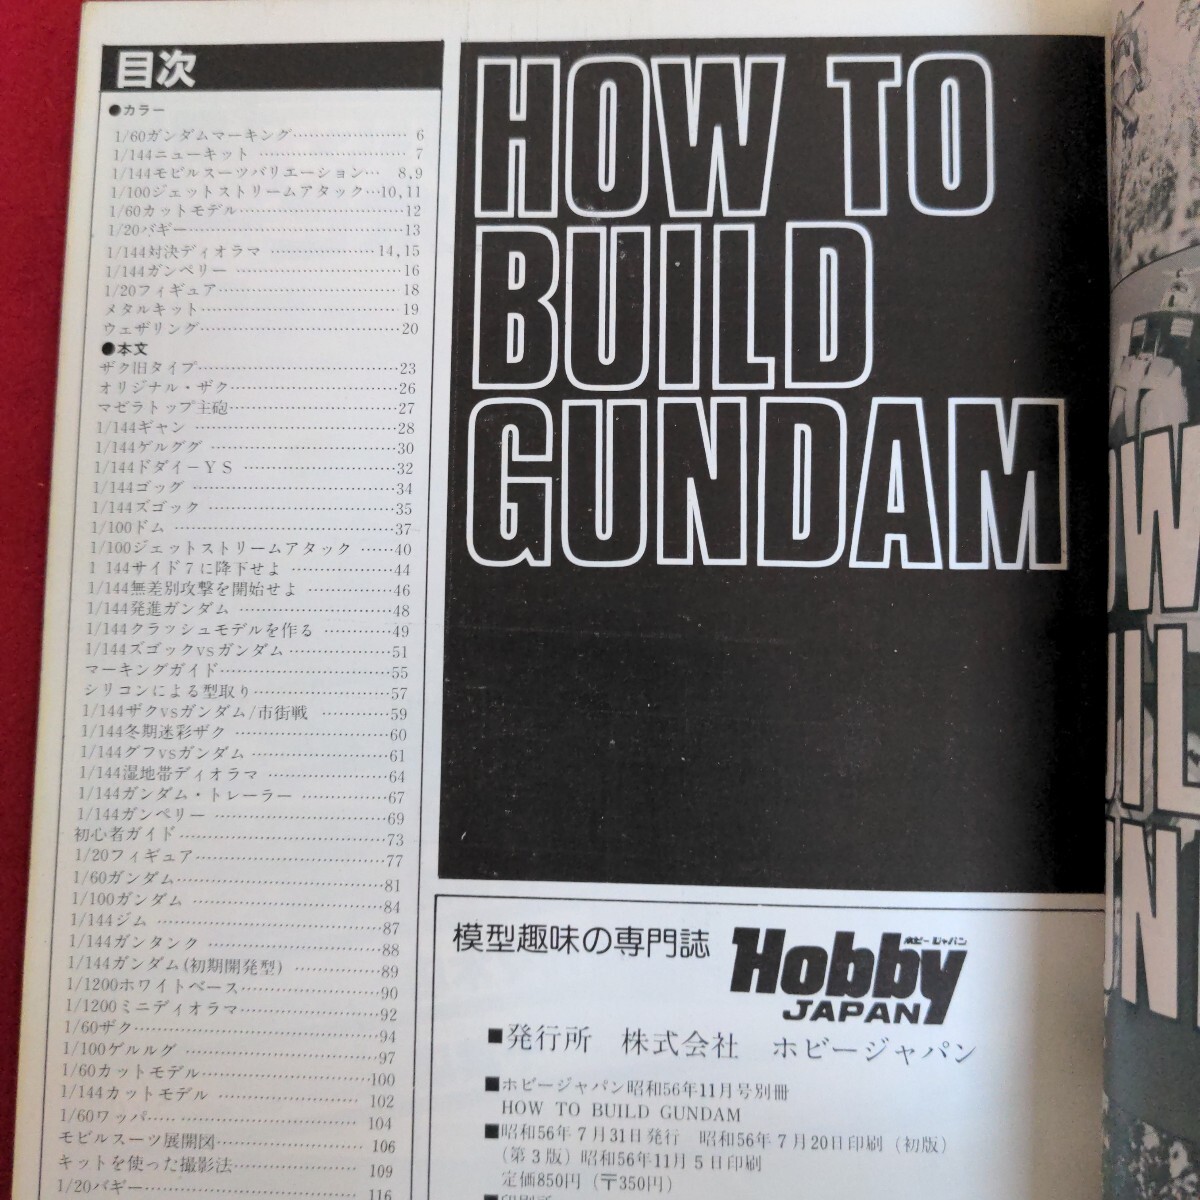 目次
●カラー
1/60ガンダムマーキング…………………6
1/144ニューキット…………………………7
1/144モビルスーツバリエーション…8,9
1/100ジェットストリームアタック…10,11
1/60カットモデル……………………………12
1/20バギー……………………………………13
1/144対決ディオラマ…………………14,15
1/144ガンペリー……………………………16
1/20フィギュア………………………………18
メタルキット…………………………………19
ウェザリング…………………………………20
●本文
ザク旧タイプ…………………………………23
オリジナル・ザク……………………………26
マゼラトップ主砲……………………………27
1/144ギャン…………………………………28
1/144ゲルググ………………………………30
1/144ドダイ－ＹＳ…………………………32
1/144ゴッグ…………………………………34
1/144ズゴック………………………………35
1/100ドム……………………………………37
1/100ジェットストリームアタック……40
1 144サイド７に降下せよ…………………44
1/144無差別攻撃を開始せよ………………46
1/144発進ガンダム…………………………48
1/144クラッシュモデルを作る……………49
1/144ズゴックvsガンダム…………………51
マーキングガイド……………………………55
シリコンによる型取り………………………57
1/144ザクvsガンダム/市街戦……………59
1/144冬期迷彩ザク…………………………60
1/144グフvsガンダム………………………61
1/144湿地帯ディオラマ……………………64
1/144ガンダム・トレーラー………………67
1/144ガンペリー……………………………69
初心者ガイド…………………………………73
1/20フィギュア………………………………77
1/60ガンダム…………………………………81
1/100ガンダム………………………………84
1/144ジム……………………………………87
1/144ガンタンク……………………………88
1/144ガンダム(初期開発型)………………89
1/1200ホワイトベース……………………90
1/1200ミニディオラマ……………………92
1/60ザク………………………………………94
1/100ゲルルグ………………………………97
1/60カットモデル……………………………100
1/144カットモデル…………………………102
1/60ワッパ……………………………………104
モビルスーツ展開図…………………………106
キットを使った撮影法………………………109
1/20バギー……………………………………116
HOW TO
BUILD
GUNDAM
模型趣味の専門誌
ホビージャパン
Hobby
JAPAN
■発行所 株式会社 ホビージャパン
■ホビージャパン昭和56年11月号別冊
HOW TO BUILD GUNDAM
■昭和56年７月31日発行 昭和56年７月20日印刷（初版）
（第３版）昭和56年11月５日印刷
定価850円（〒350円）